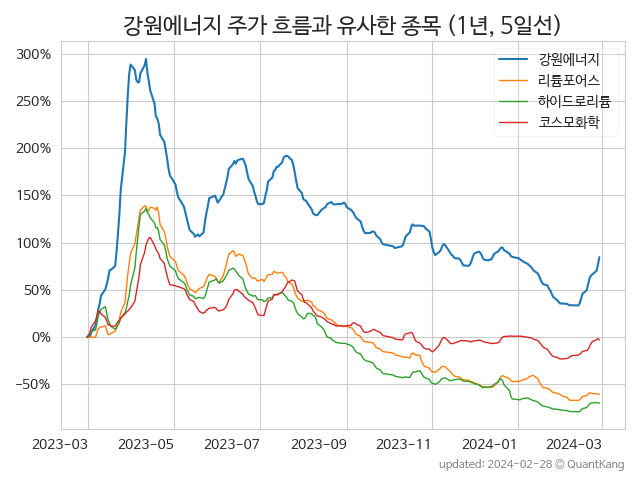 강원에너지 주가 흐름과 유사한 종목 (1년, 5일선)
300%
250%
200%
150%
100%
50%
0%
−50%
강원에너지
리튬포어스
하이드로리튬
코스모화학
2023-03
2023-05
2023-07
2023-09
2023-11
2024-01
2024-03
updated: 2024-02-28 © QuantKang